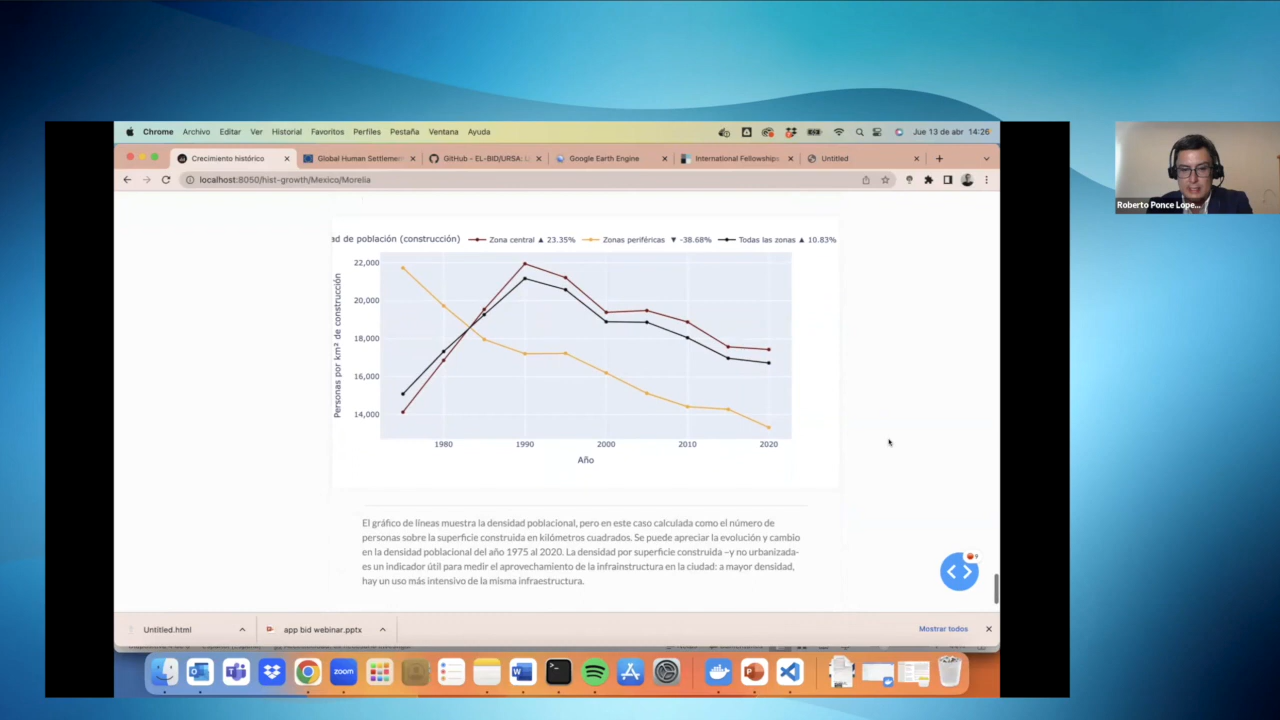 Chrome Archivo Editar Ver Historial Favoritos Perfiles Pestaña Ventana Ayuda Jue 13 de abr 14:26
Crecimiento histórico Global Human Settlemen GitHub - EL-BID/URSA: L Google Earth Engine International Fellowships Untitled
localhost:8050/hist-growth/Mexico/Morelia
Roberto Ponce Lope...
ad de población (construcción) Zona central ▲ 23.35% Zonas periféricas ▼ -38.68% Todas las zonas ▲ 10.83%
Personas por km² de construcción
22,000
20,000
18,000
16,000
14,000
1980 1990 2000 2010 2020
Año
El gráfico de líneas muestra la densidad poblacional, pero en este caso calculada como el número de
personas sobre la superficie construida en kilómetros cuadrados. Se puede apreciar la evolución y cambio
en la densidad poblacional del año 1975 al 2020. La densidad por superficie construida –y no urbanizada-
es un indicador útil para medir el aprovechamiento de la infrainstructura en la ciudad: a mayor densidad,
hay un uso más intensivo de la misma infraestructura.
9
Untitled.html app bid webinar.pptx Mostrar todos
zoom